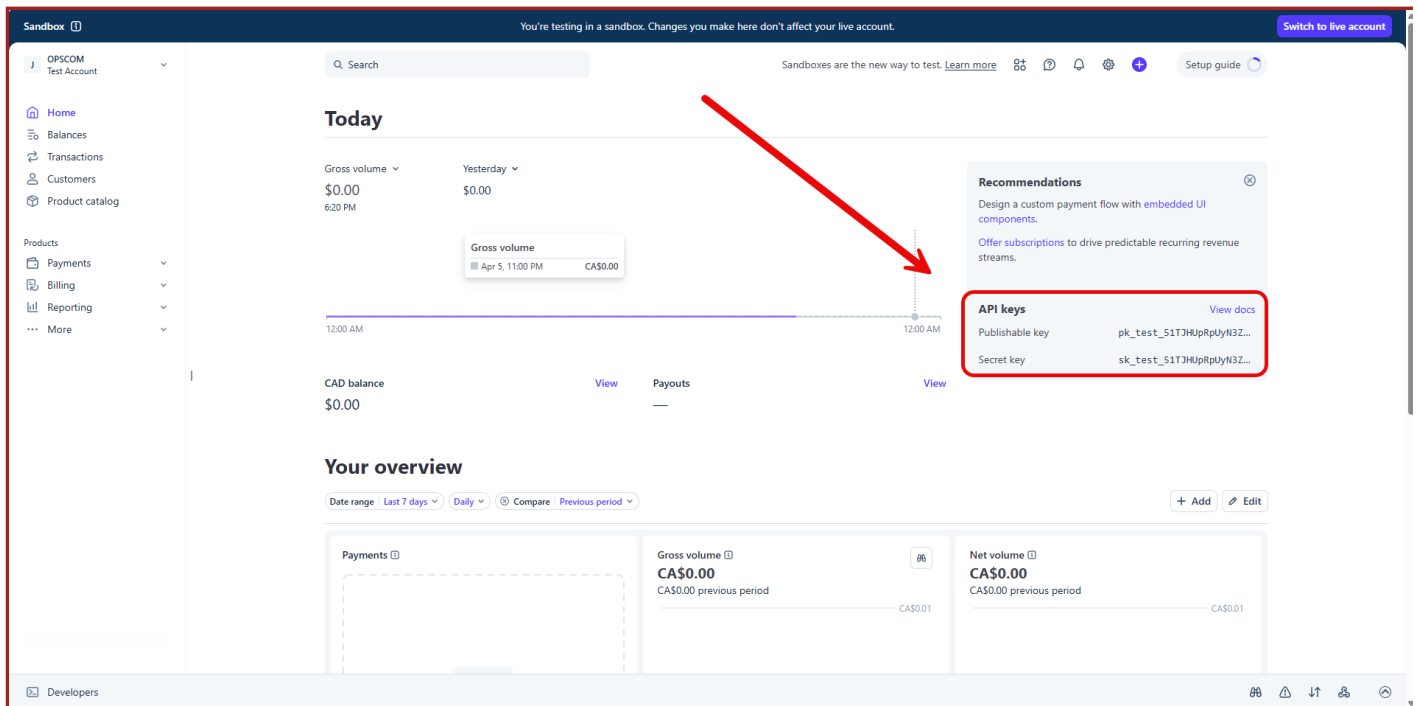 Sandbox
You're testing in a sandbox. Changes you make here don't affect your live account.
Switch to live account
J
OPSCOM
Test Account
Search
Sandboxes are the new way to test. Learn more
Setup guide
Home
Balances
Transactions
Customers
Product catalog
Products
Payments
Billing
Reporting
More
Today
Gross volume
$0.00
6:20 PM
Yesterday
$0.00
Gross volume
Apr 5, 11:00 PM CA$0.00
12:00 AM
12:00 AM
Recommendations
Design a custom payment flow with embedded UI
components.
Offer subscriptions to drive predictable recurring revenue
streams.
API keys View docs
Publishable key pk_test_51TJHUpRpUyN3Z...
Secret key sk_test_51TJHUpRpUyN3Z...
CAD balance View
$0.00
Payouts View
—
Your overview
Date range Last 7 days Daily Compare Previous period
Add Edit
Payments
Gross volume
CA$0.00
CA$0.00 previous period
CA$0.01
Net volume
CA$0.00
CA$0.00 previous period
CA$0.01
Developers